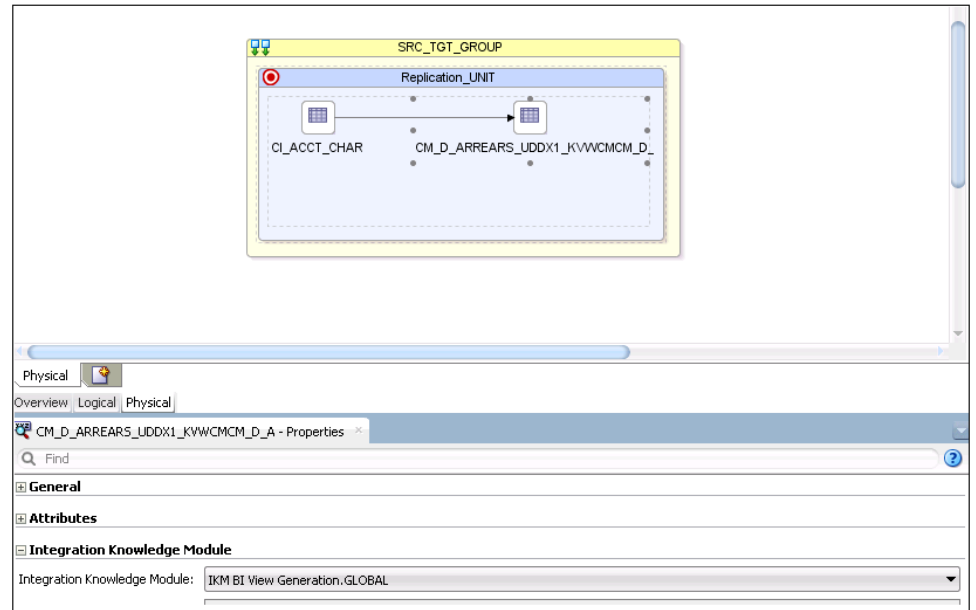 SRC_TGT_GROUP
Replication_UNIT
CI_ACCT_CHAR
CM_D_ARREARS_UDDX1_KVWCMCM_D_
Physical
Overview Logical Physical
CM_D_ARREARS_UDDX1_KVWCMCM_D_A - Properties
Find
General
Attributes
Integration Knowledge Module
Integration Knowledge Module: IKM BI View Generation.GLOBAL